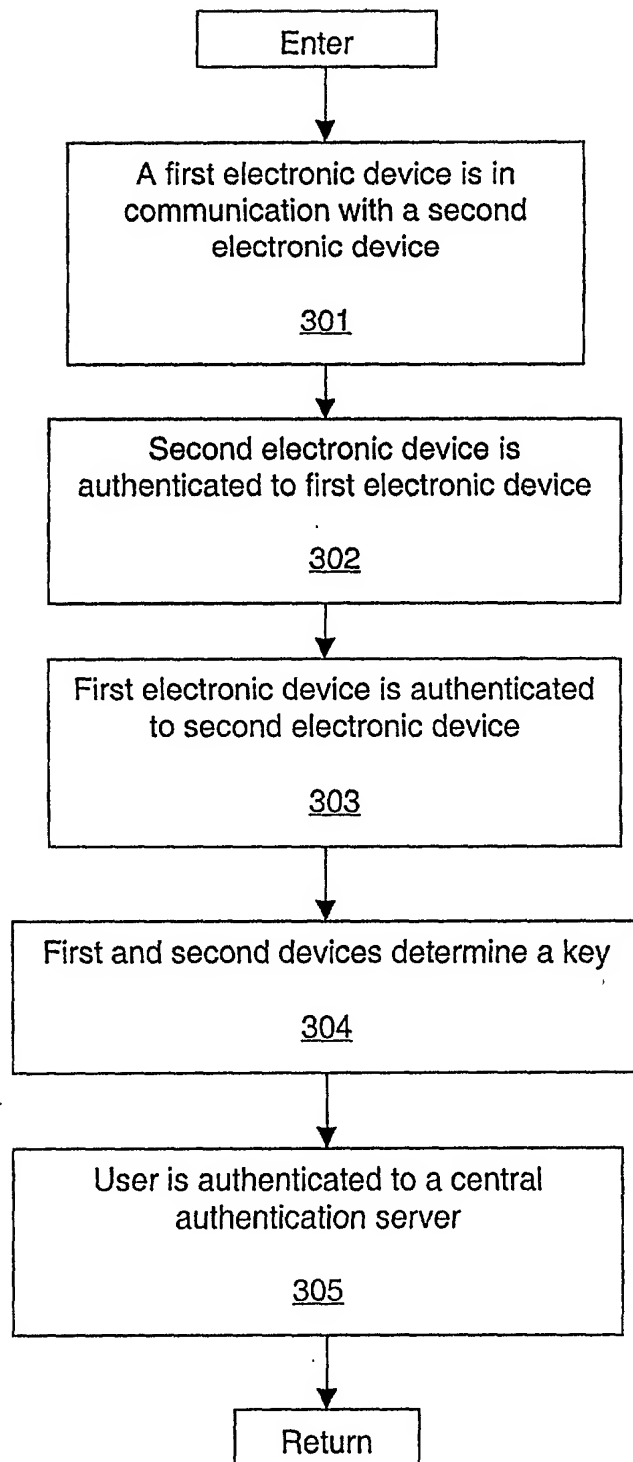 Enter
A first electronic device is in
communication with a second
electronic device
301
Second electronic device is
authenticated to first electronic device
302
First electronic device is authenticated
to second electronic device
303
First and second devices determine a key
304
User is authenticated to a central
authentication server
305
Return